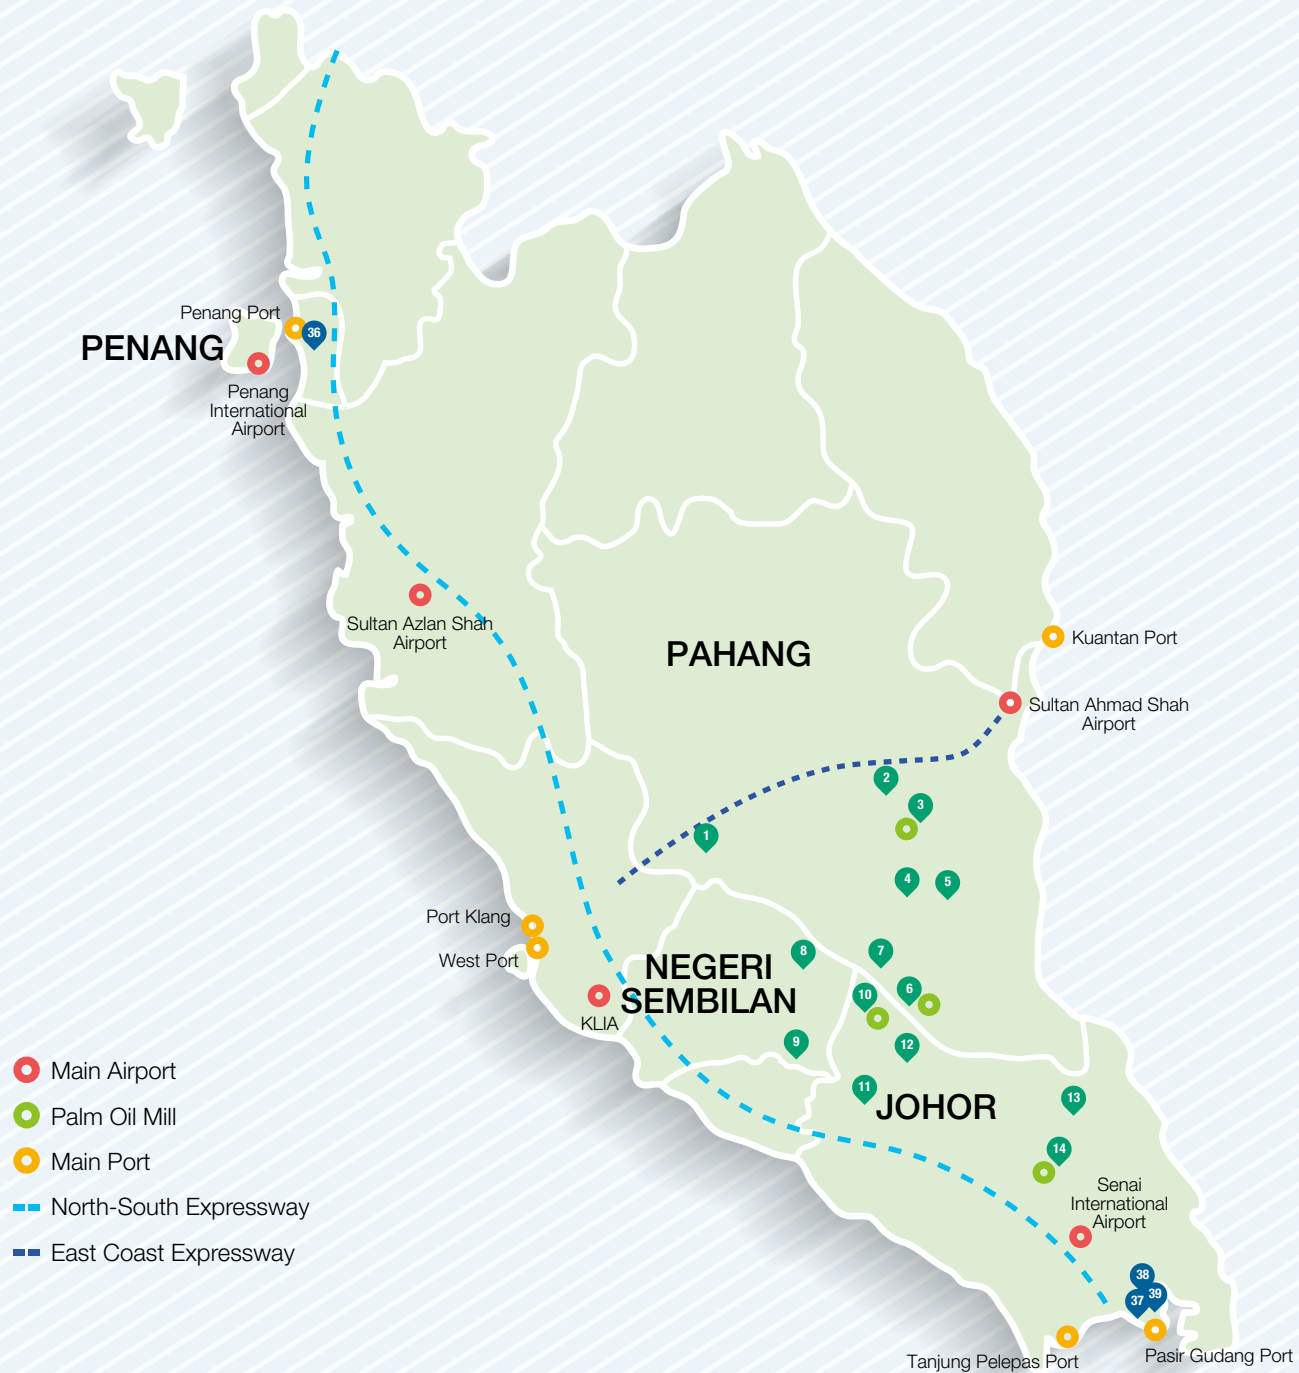 Penang Port
36
PENANG
Penang
International
Airport
Sultan Azlan Shah
Airport
PAHANG
Kuantan Port
Sultan Ahmad Shah
Airport
2
3
1
4
5
Port Klang
West Port
8
7
NEGERI
SEMBILAN
10
6
KLIA
9
12
11
JOHOR
13
14
Senai
International
Airport
38
39
37
Tanjung Pelepas Port
Pasir Gudang Port
Main Airport
Palm Oil Mill
Main Port
North-South Expressway
East Coast Expressway